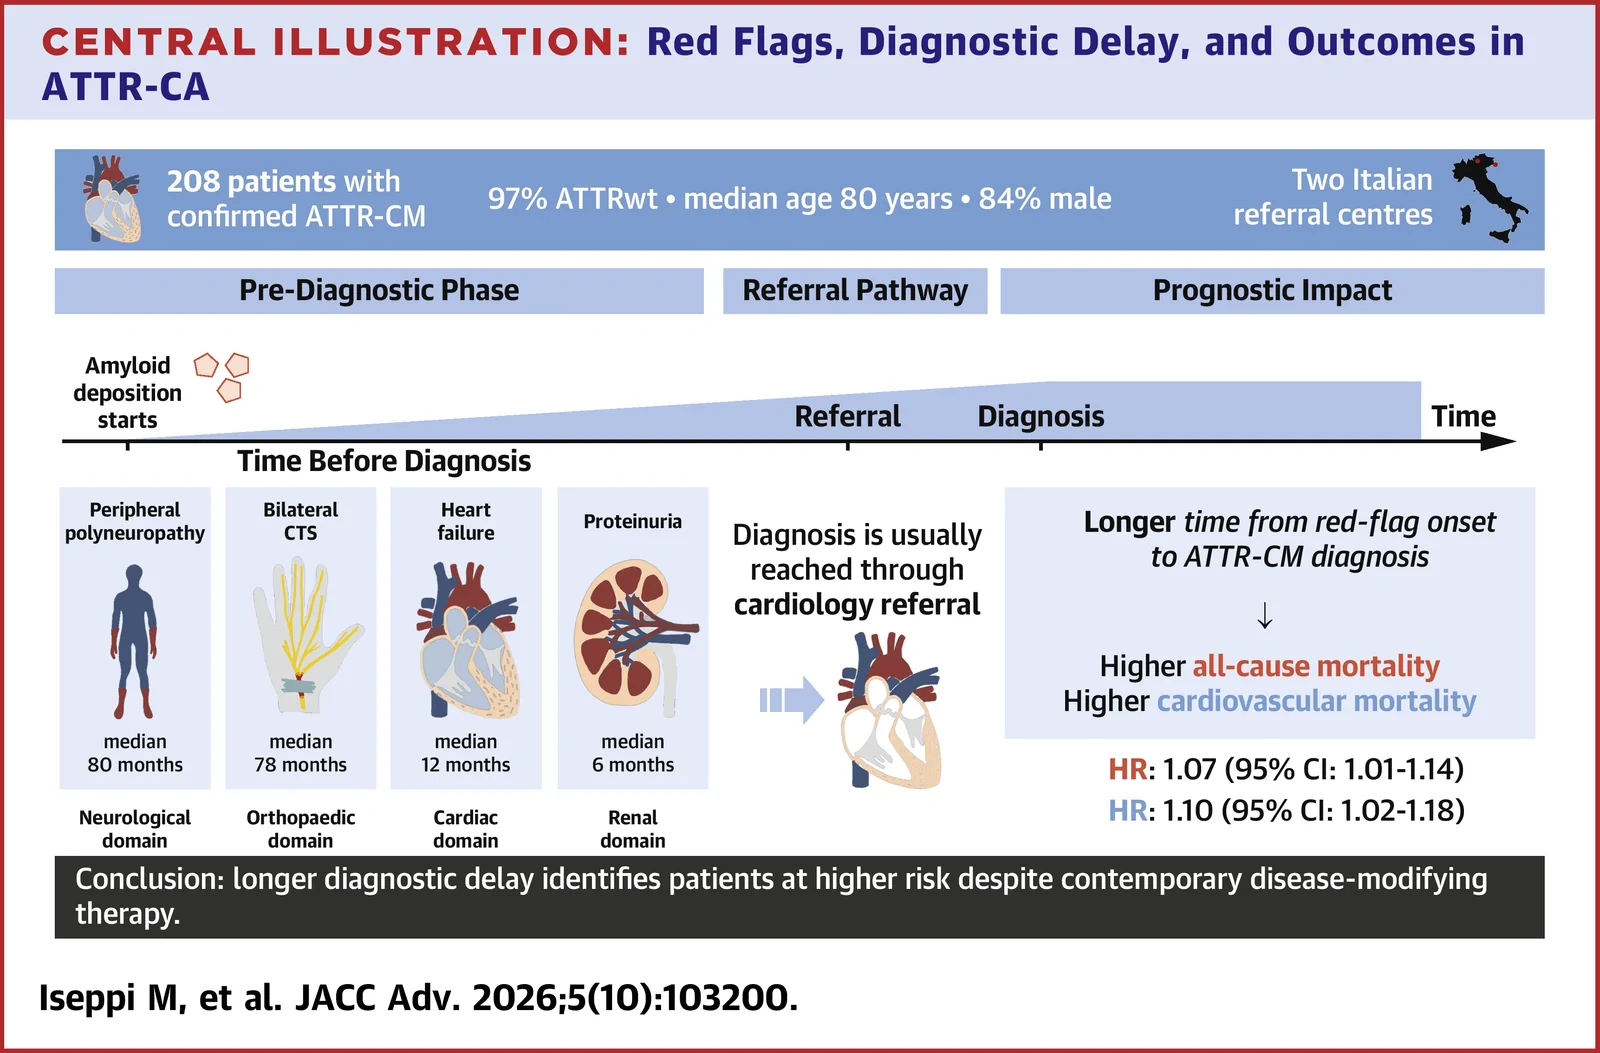 CENTRAL ILLUSTRATION: Red Flags, Diagnostic Delay, and Outcomes in
ATTR-CA
208 patients with
confirmed ATTR-CM
97% ATTRwt • median age 80 years • 84% male
Two Italian
referral centres
Pre-Diagnostic Phase
Referral Pathway
Prognostic Impact
Amyloid
deposition
starts
Referral
Diagnosis
Time
Time Before Diagnosis
Peripheral
polyneuropathy
median
80 months
Neurological
domain
Bilateral
CTS
median
78 months
Orthopaedic
domain
Heart
failure
median
12 months
Cardiac
domain
Proteinuria
median
6 months
Renal
domain
Diagnosis is usually
reached through
cardiology referral
Longer time from red-flag onset
to ATTR-CM diagnosis
↓
Higher all-cause mortality
Higher cardiovascular mortality
HR: 1.07 (95% CI: 1.01-1.14)
HR: 1.10 (95% CI: 1.02-1.18)
Conclusion: longer diagnostic delay identifies patients at higher risk despite contemporary disease-modifying
therapy.
Iseppi M, et al. JACC Adv. 2026;5(10):103200.